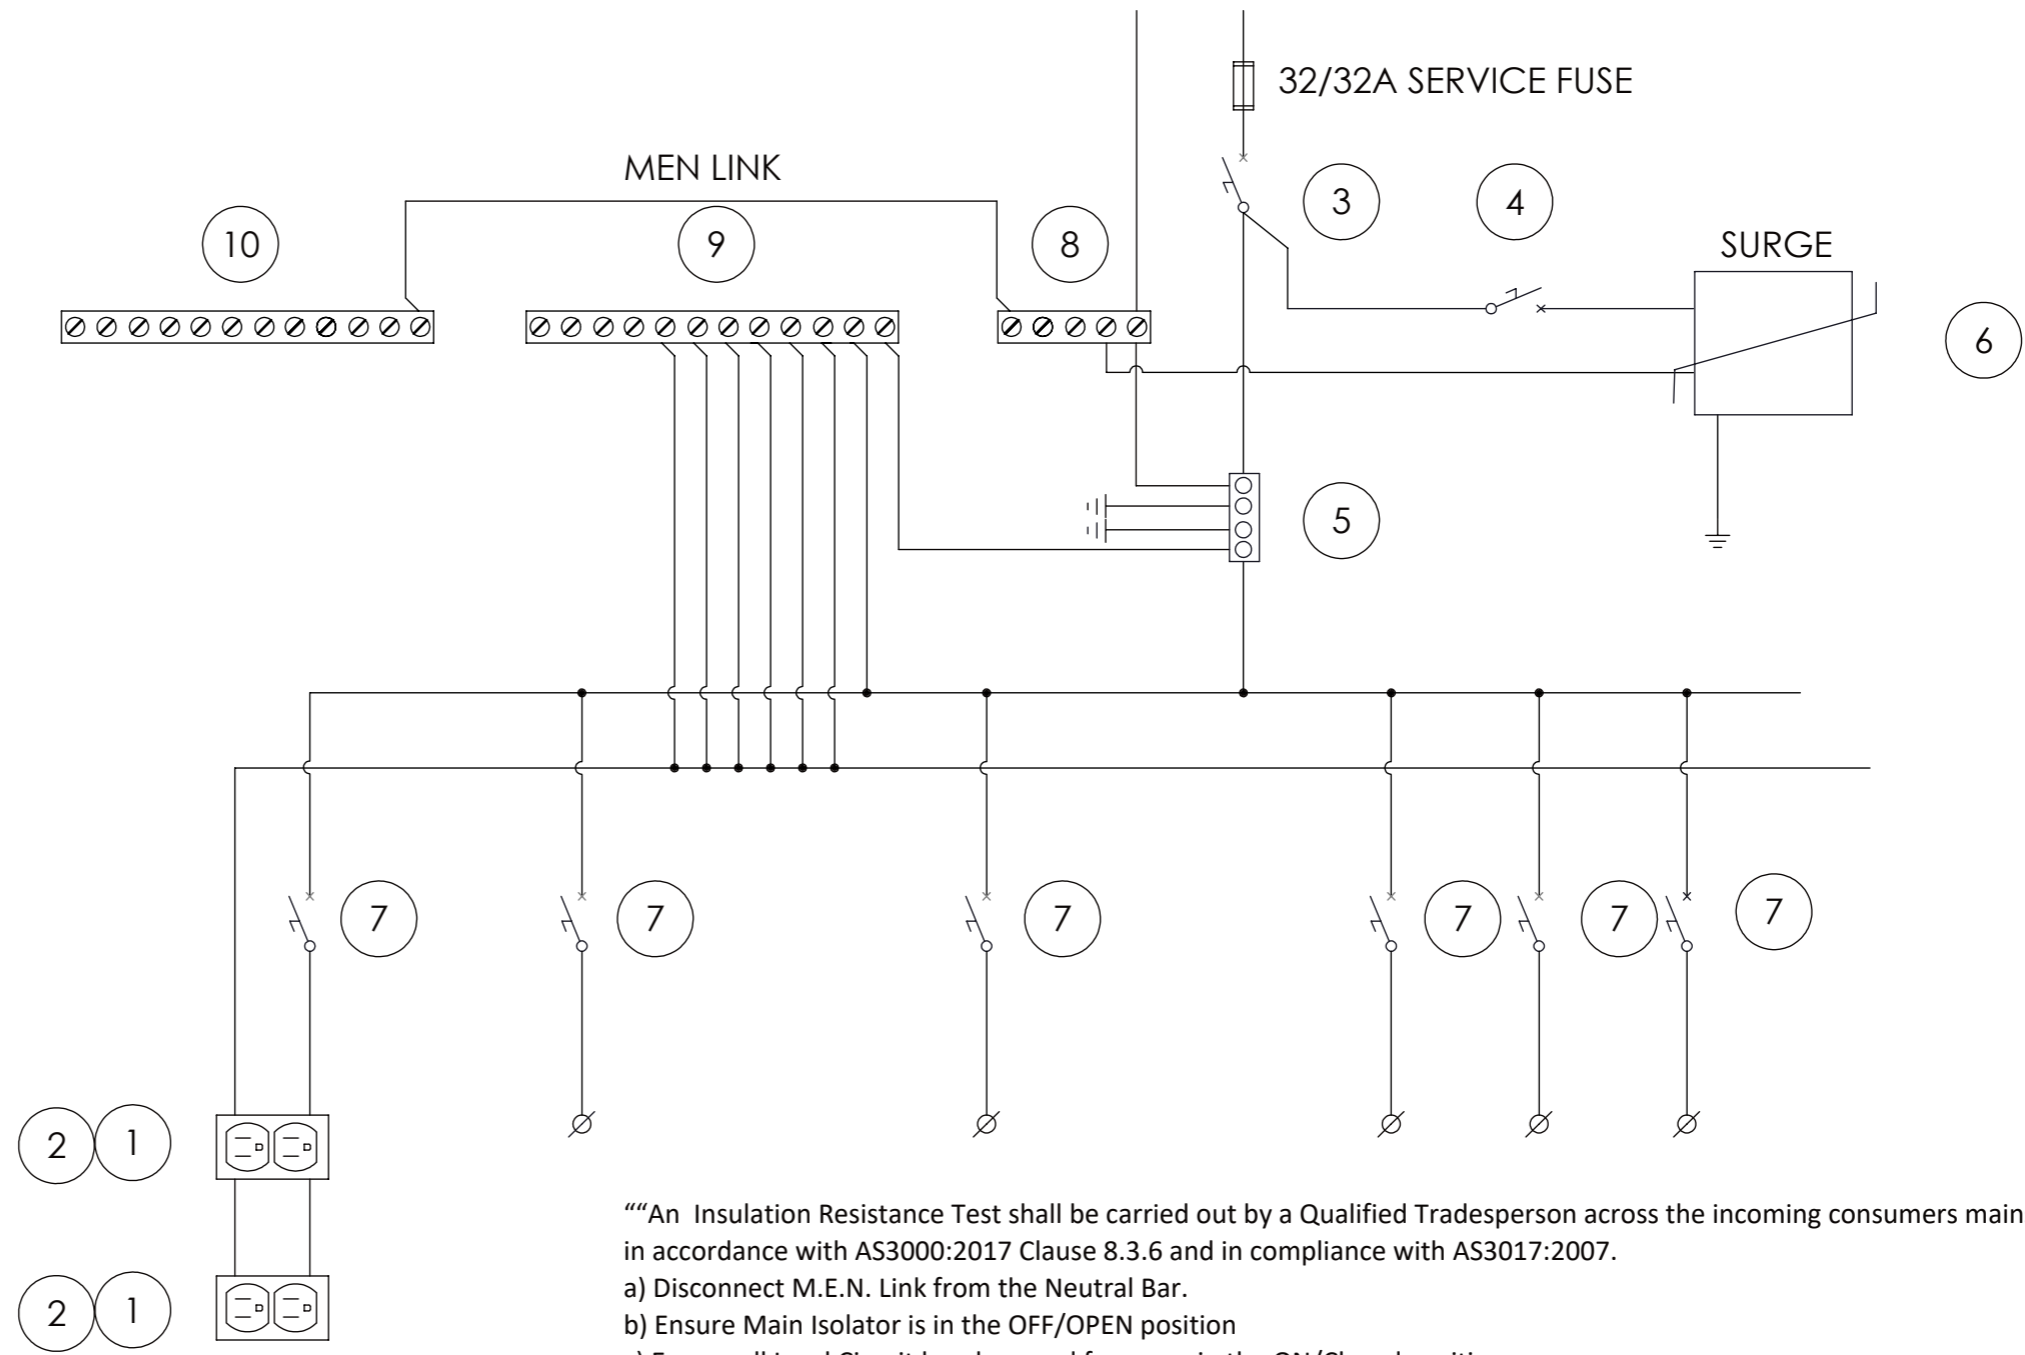 32/32A SERVICE FUSE
MEN LINK
3
4
10
9
8
SURGE
6
5
7
7
7
7
7
7
2
1
““An Insulation Resistance Test shall be carried out by a Qualified Tradesperson across the incoming consumers main
in accordance with AS3000:2017 Clause 8.3.6 and in compliance with AS3017:2007.
a) Disconnect M.E.N. Link from the Neutral Bar.
2
1
b) Ensure Main Isolator is in the OFF/OPEN position